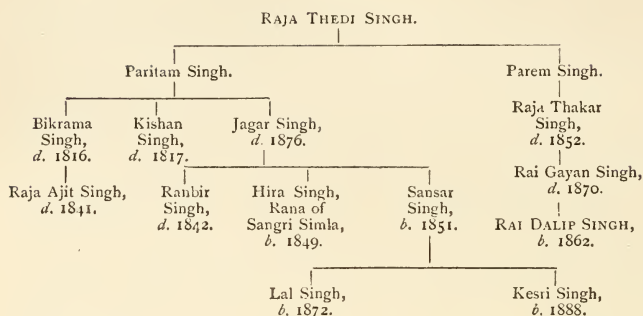 RAJA THEDI SINGH.
Paritam Singh.
Parem Singh.
Bikrama
Singh,
d. 1816.
Kishan
Singh,
d. 1817.
Jagar Singh,
d. 1876.
Raja Thakar
Singh,
d. 1852.
Raja Ajit Singh,
d. 1841.
Ranbir
Singh,
d. 1842.
Hira Singh,
Rana of
Sangri Simla,
b. 1849.
Sansar
Singh,
b. 1851.
Rai Gayan Singh,
d. 1870.
RAI DALIP SINGH,
b. 1862.
Lal Singh,
b. 1872.
Kesri Singh,
b. 1888.